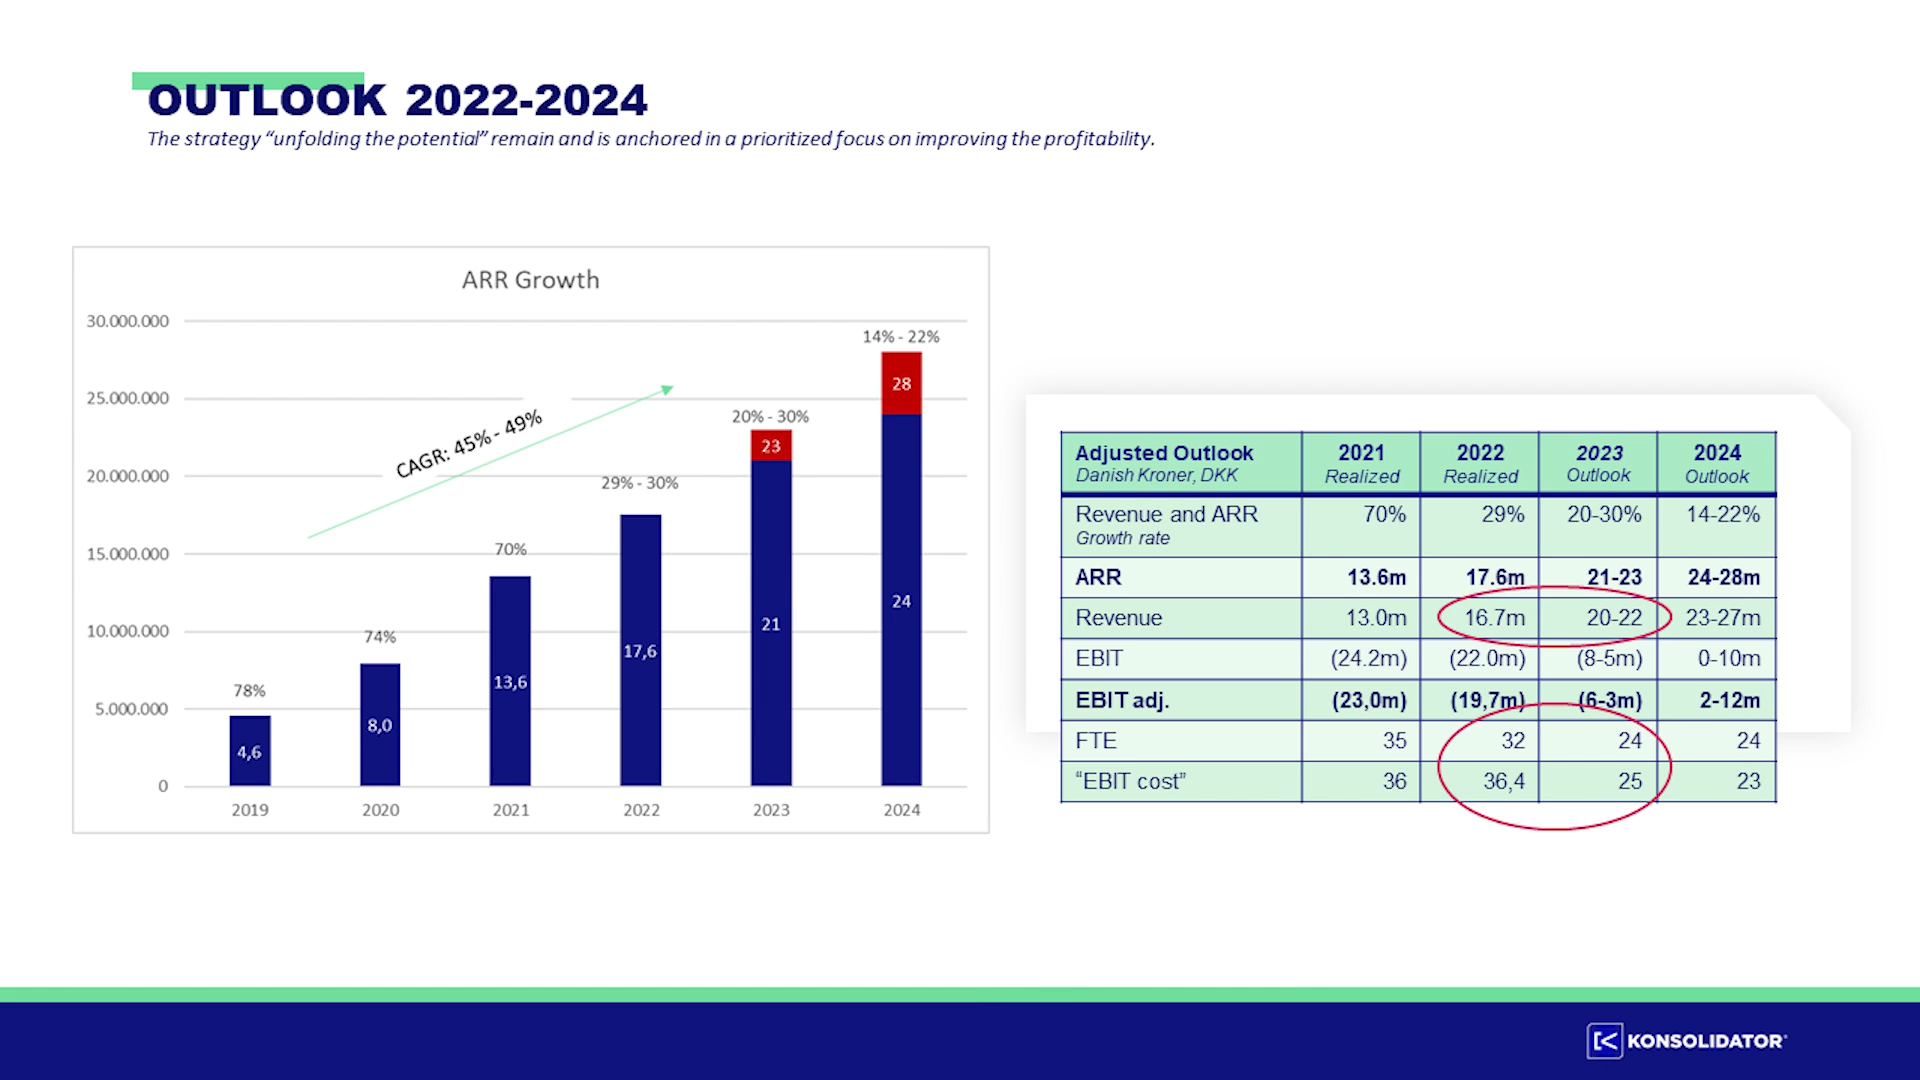 OUTLOOK 2022-2024
The strategy “unfolding the potential” remain and is anchored in a prioritized focus on improving the profitability.
ARR Growth
30.000.000
25.000.000
20.000.000
15.000.000
10.000.000
5.000.000
0
CAGR: 45% - 49%
78%
74%
70%
29% - 30%
20% - 30%
14% - 22%
4,6
8,0
13,6
17,6
21
23
24
28
2019 2020 2021 2022 2023 2024
Adjusted Outlook 2021 2022 2023 2024
Danish Kroner, DKK Realized Realized Outlook Outlook
Revenue and ARR 70% 29% 20-30% 14-22%
Growth rate
ARR 13.6m 17.6m 21-23 24-28m
Revenue 13.0m 16.7m 20-22 23-27m
EBIT (24.2m) (22.0m) (8-5m) 0-10m
EBIT adj. (23,0m) (19,7m) (6-3m) 2-12m
FTE 35 32 24 24
“EBIT cost” 36 36,4 25 23
KONSOLIDATOR